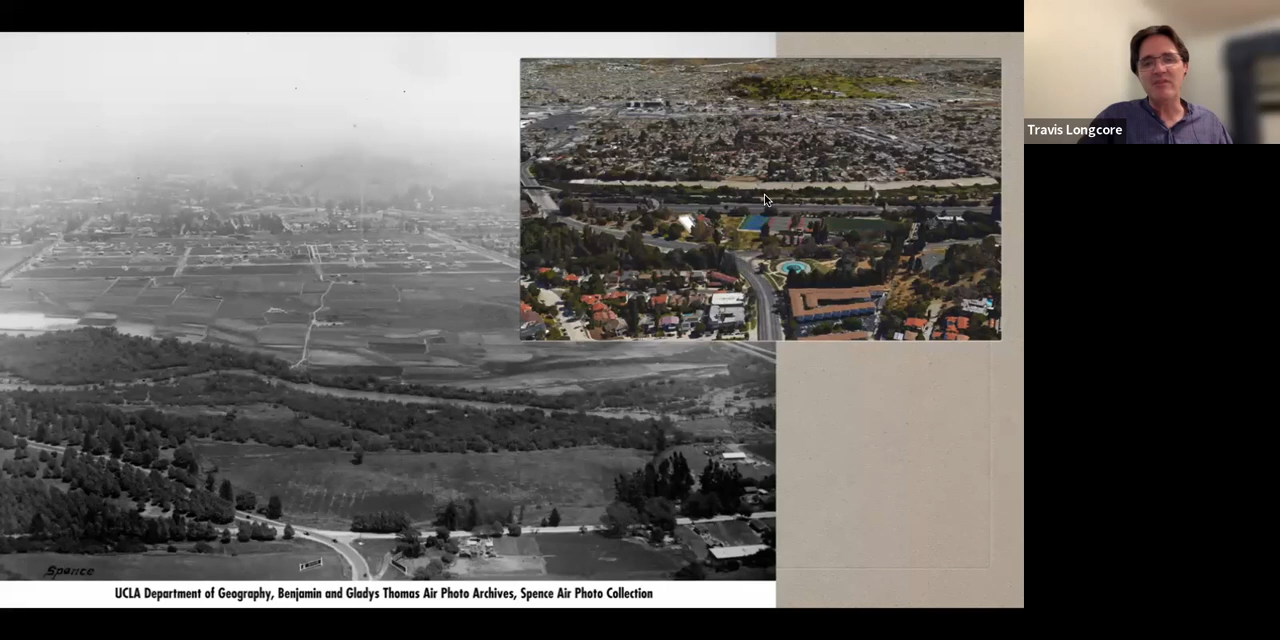 Travis Longcore
Spence
UCLA Department of Geography, Benjamin and Gladys Thomas Air Photo Archives, Spence Air Photo Collection